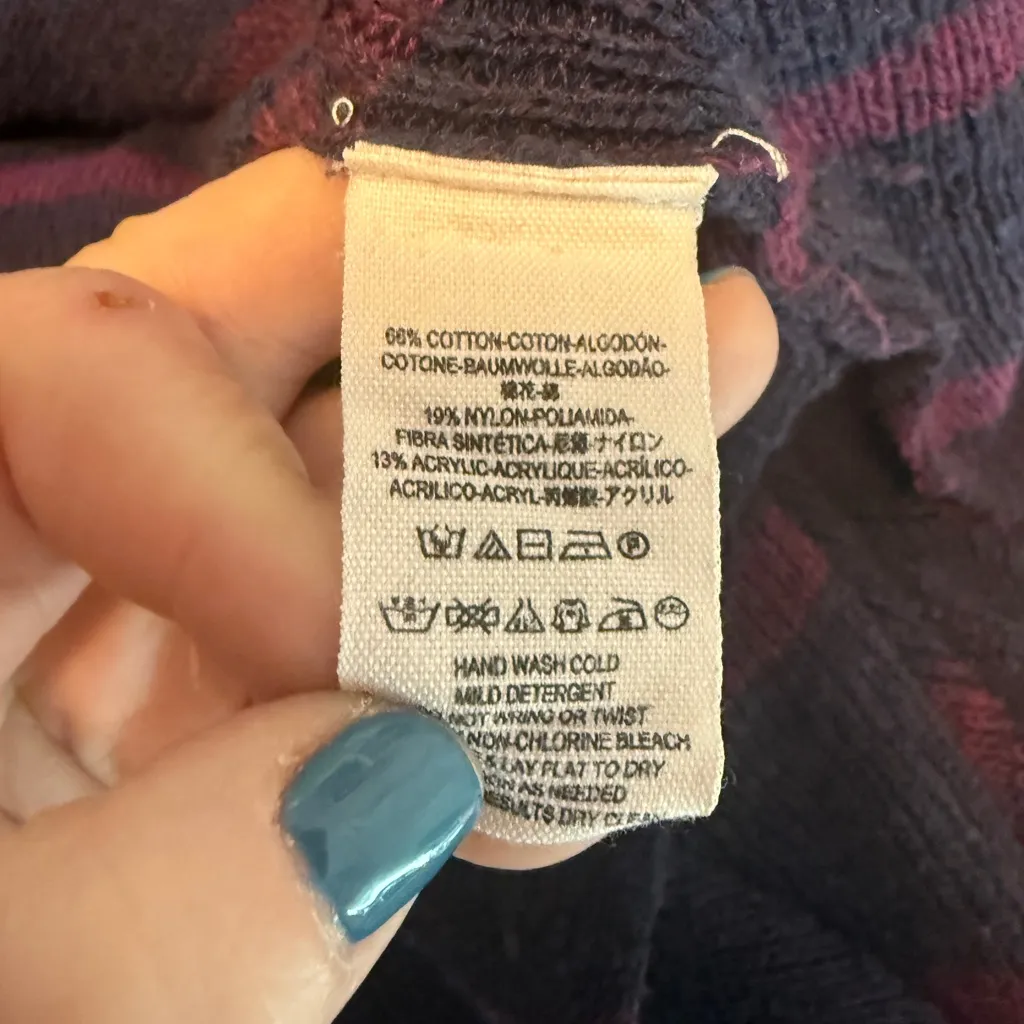 COTTON-COTON-ALGODÓN-
COTONE-BAUMWOLLE-ALGODÃO-
棉花-綿
19% NYLON-POLIAMIDA-
FIBRA SINTÉTICA-尼龍-ナイロン
13% ACRYLIC-ACRYLIQUE-ACRÍLICO-
ACRILICO-ACRYL-丙烯酸-アクリル
HAND WASH COLD
MILD DETERGENT
NOT WRING OR TWIST
NON-CHLORINE BLEACH
LAY FLAT TO DRY
AS NEEDED
DRY